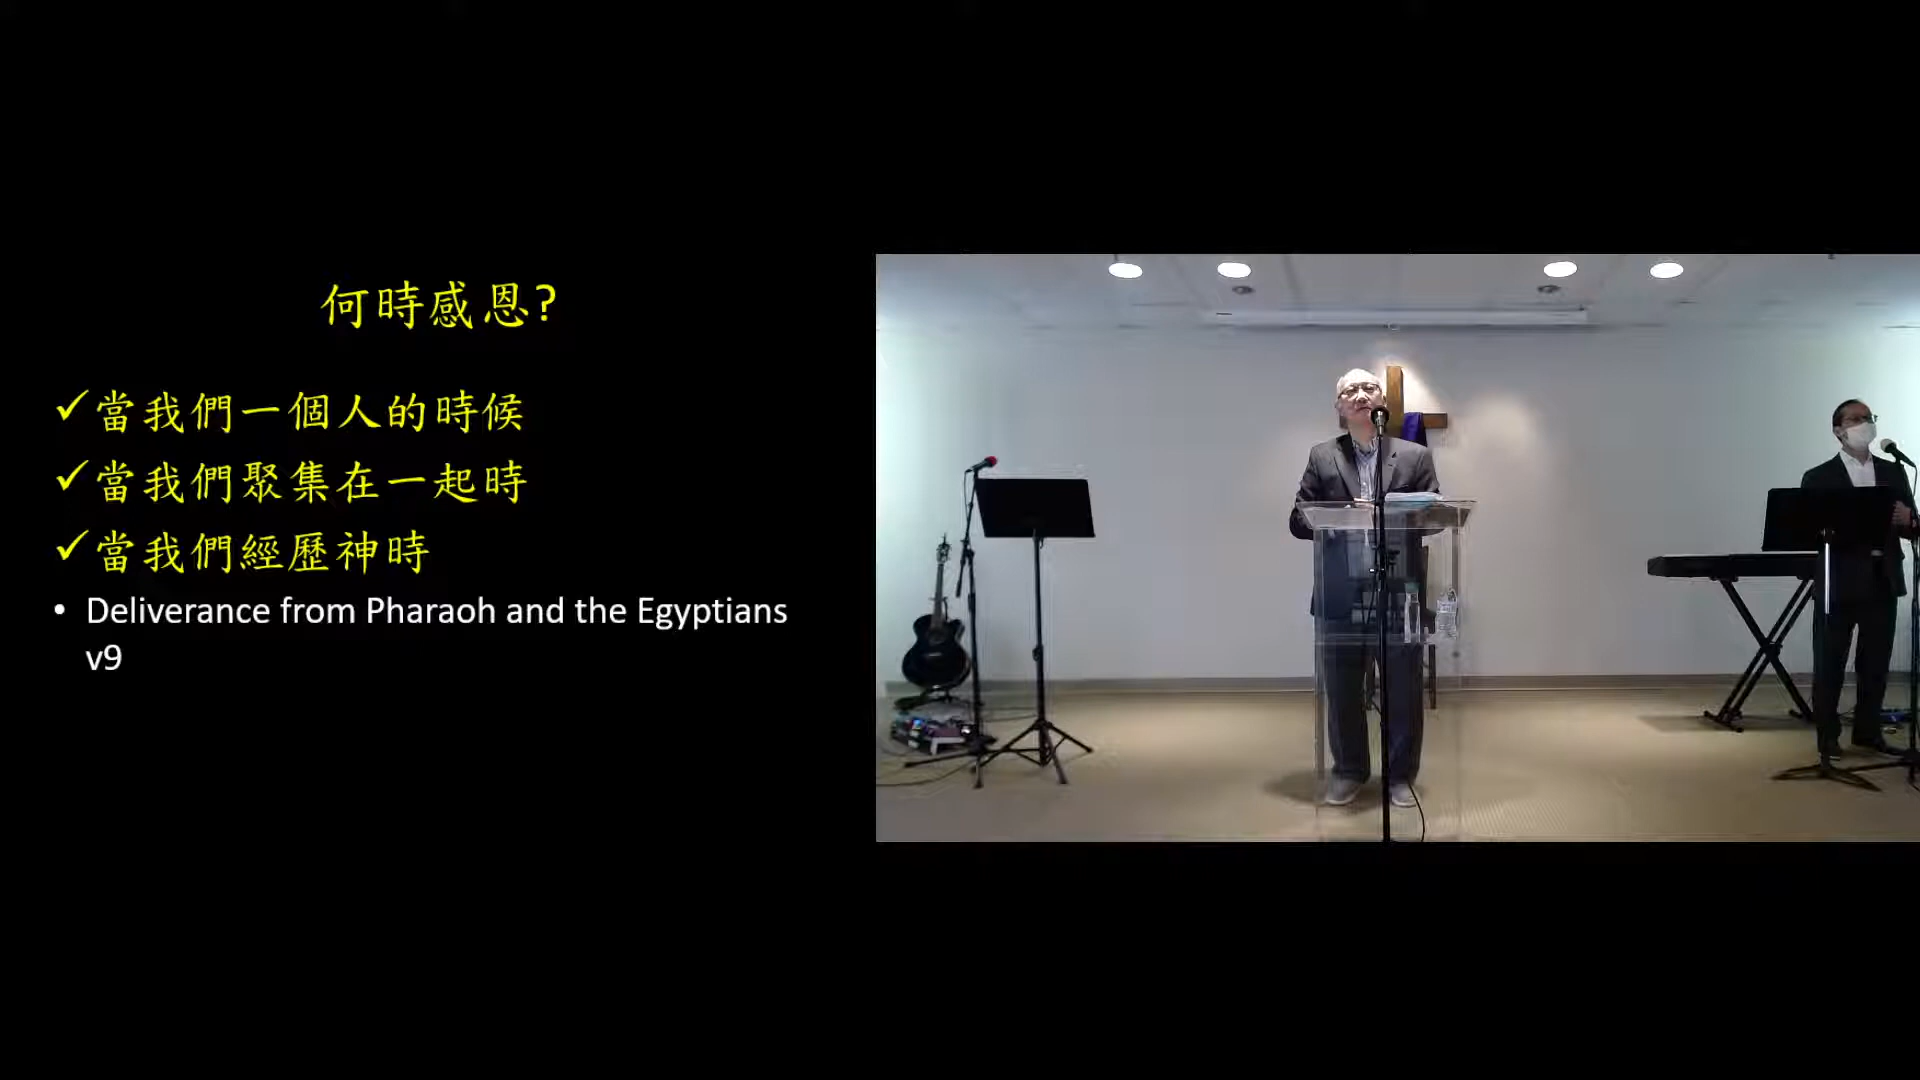 何時感恩?
✓當我們一個人的時候
✓當我們聚集在一起時
✓當我們經歷神時
• Deliverance from Pharaoh and the Egyptians
v9